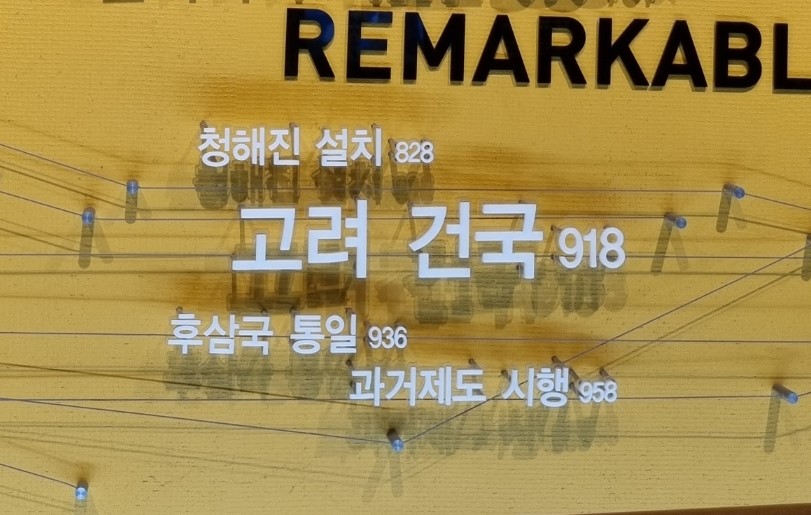 REMARKABL
청해진 설치 828
고려 건국 918
후삼국 통일 936
과거제도 시행 958